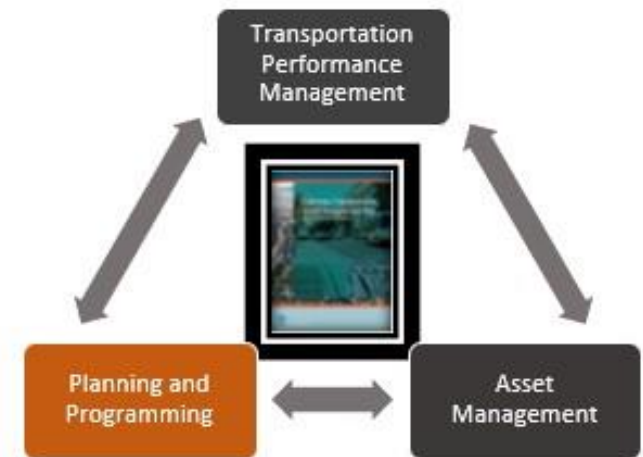 Transportation
Performance
Management
Planning and
Programming
Asset
Management